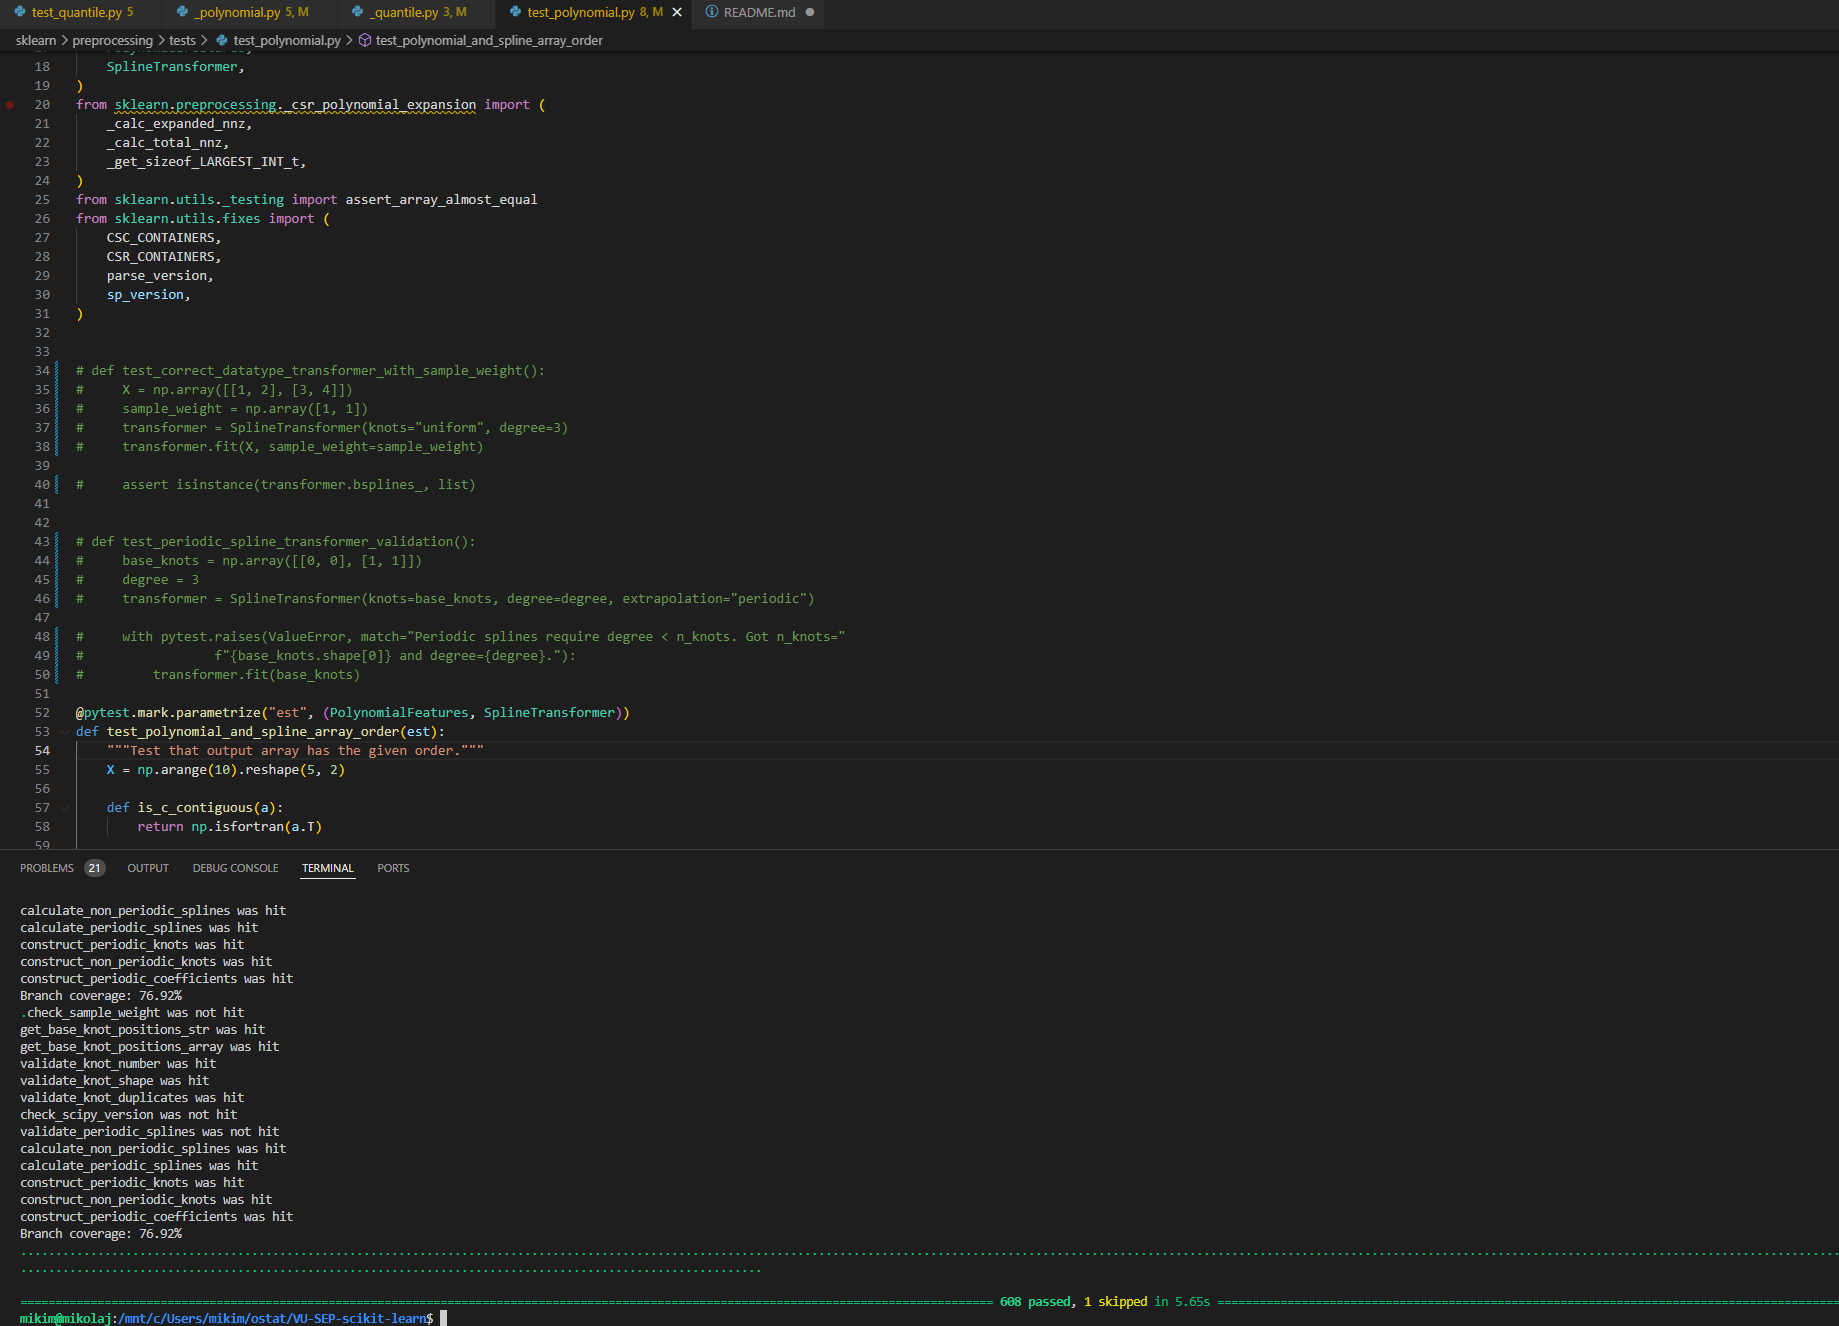 test_quantile.py 5 _polynomial.py 5, M _quantile.py 3, M test_polynomial.py 8, M README.md
sklearn > preprocessing > tests > test_polynomial.py > test_polynomial_and_spline_array_order
18 SplineTransformer,
19 )
20 from sklearn.preprocessing._csr_polynomial_expansion import (
21 _calc_expanded_nnz,
22 _calc_total_nnz,
23 _get_sizeof_LARGEST_INT_t,
24 )
25 from sklearn.utils._testing import assert_array_almost_equal
26 from sklearn.utils.fixes import (
27 CSC_CONTAINERS,
28 CSR_CONTAINERS,
29 parse_version,
30 sp_version,
31 )
32
33
34 # def test_correct_datatype_transformer_with_sample_weight():
35 # X = np.array([[1, 2], [3, 4]])
36 # sample_weight = np.array([1, 1])
37 # transformer = SplineTransformer(knots="uniform", degree=3)
38 # transformer.fit(X, sample_weight=sample_weight)
39
40 # assert isinstance(transformer.bsplines_, list)
41
42
43 # def test_periodic_spline_transformer_validation():
44 # base_knots = np.array([[0, 0], [1, 1]])
45 # degree = 3
46 # transformer = SplineTransformer(knots=base_knots, degree=degree, extrapolation="periodic")
47
48 # with pytest.raises(ValueError, match="Periodic splines require degree < n_knots. Got n_knots="
49 # f"{base_knots.shape[0]} and degree={degree}."):
50 # transformer.fit(base_knots)
51
52 @pytest.mark.parametrize("est", (PolynomialFeatures, SplineTransformer))
53 def test_polynomial_and_spline_array_order(est):
54 """Test that output array has the given order."""
55 X = np.arange(10).reshape(5, 2)
56
57 def is_c_contiguous(a):
58 return np.isfortran(a.T)
59
PROBLEMS 21 OUTPUT DEBUG CONSOLE TERMINAL PORTS
calculate_non_periodic_splines was hit
calculate_periodic_splines was hit
construct_periodic_knots was hit
construct_non_periodic_knots was hit
construct_periodic_coefficients was hit
Branch coverage: 76.92%
.check_sample_weight was not hit
get_base_knot_positions_str was hit
get_base_knot_positions_array was hit
validate_knot_number was hit
validate_knot_shape was hit
validate_knot_duplicates was hit
check_scipy_version was not hit
validate_periodic_splines was not hit
calculate_non_periodic_splines was hit
calculate_periodic_splines was hit
construct_periodic_knots was hit
construct_non_periodic_knots was hit
construct_periodic_coefficients was hit
Branch coverage: 76.92%
608 passed, 1 skipped in 5.65s
mikim@mikolaj:/mnt/c/Users/mikim/ostat/VU-SEP-scikit-learn$